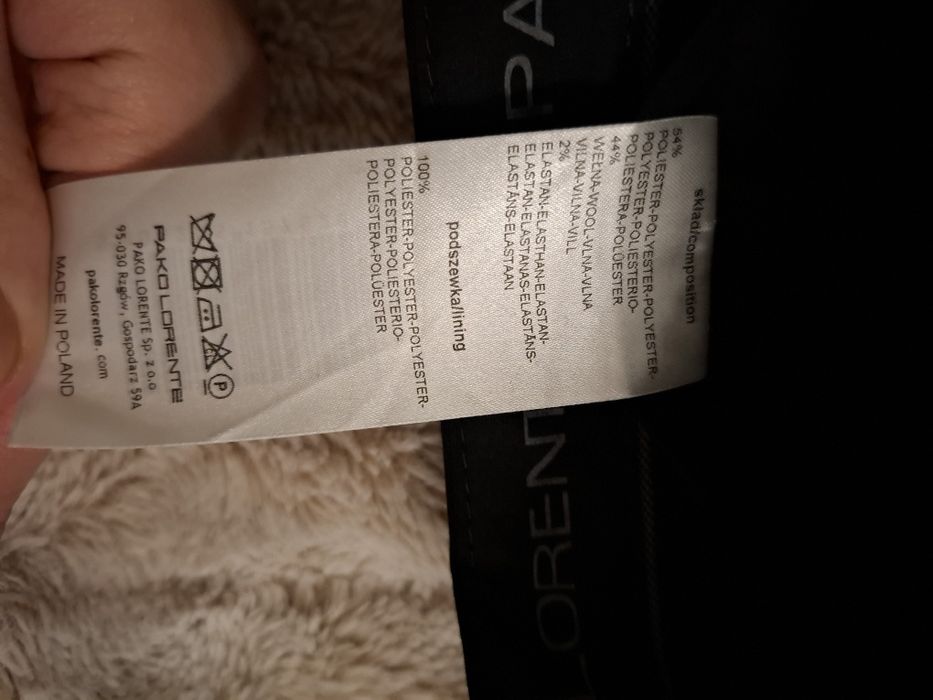 skład/composition
54%
POLIESTER-POLYESTER-POLYESTER-
POLYESTER-POLIESTERIO-
POLIESTERA-POLÜESTER
44%
WEŁNA-WOOL-VLNA-VLNA
VILNA-VILNA-VILL
2%
ELASTAN-ELASTHAN-ELASTAN-
ELASTAN-ELASTANAS-ELASTĀNS-
ELASTĀNS-ELASTAAN
podszewka/lining
100%
POLIESTER-POLYESTER-POLYESTER-
POLYESTER-POLIESTERIO-
POLIESTERA-POLÜESTER
P
PAKO LORENTE
PAKO LORENTE Sp. z o.o
95-030 Rzgów, Gospodarz 59A
pakolorente.com
MADE IN POLAND
PA
LORENT